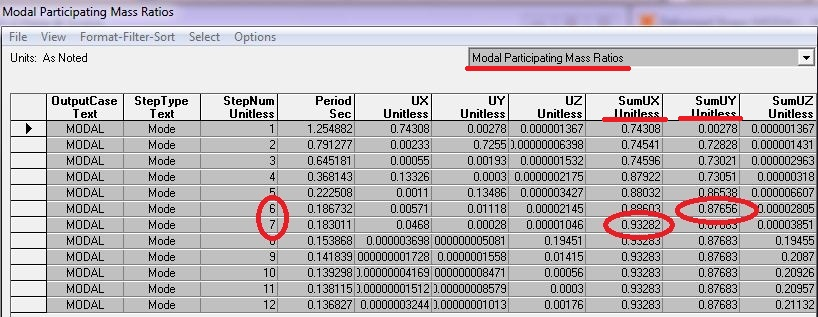 Modal Participating Mass Ratios
File View Format-Filter-Sort Select Options
Units: As Noted
Modal Participating Mass Ratios
OutputCase StepType StepNum Period UX UY UZ SumUX SumUY SumUZ
Text Text Unitless Sec Unitless Unitless Unitless Unitless Unitless Unitless
MODAL Mode 1 1.254882 0.74308 0.00278 0.000001367 0.74308 0.00278 0.000001367
MODAL Mode 2 0.791277 0.00233 0.7255 0.00000006398 0.74541 0.72828 0.000001431
MODAL Mode 3 0.645181 0.00055 0.00193 0.000001532 0.74596 0.73021 0.000002963
MODAL Mode 4 0.368143 0.13326 0.0003 0.0000002175 0.87922 0.73051 0.00000318
MODAL Mode 5 0.222508 0.0011 0.13486 0.000003427 0.88032 0.86538 0.000006607
MODAL Mode 6 0.186732 0.00571 0.01118 0.00002145 0.88603 0.87656 0.00002805
MODAL Mode 7 0.183011 0.0468 0.00028 0.00001046 0.93282 0.87683 0.00003851
MODAL Mode 8 0.153868 0.000003698 000000005081 0.19451 0.93283 0.87683 0.19455
MODAL Mode 9 0.141839 00000001728 0.000001558 0.01415 0.93283 0.87683 0.2087
MODAL Mode 10 0.139298 00000004169 0000008471 0.00056 0.93283 0.87683 0.20926
MODAL Mode 11 0.138115 00000001512 0.00000008579 0.0003 0.93283 0.87683 0.20957
MODAL Mode 12 0.136827 0.0000003244 0.00000001013 0.00176 0.93283 0.87683 0.21132